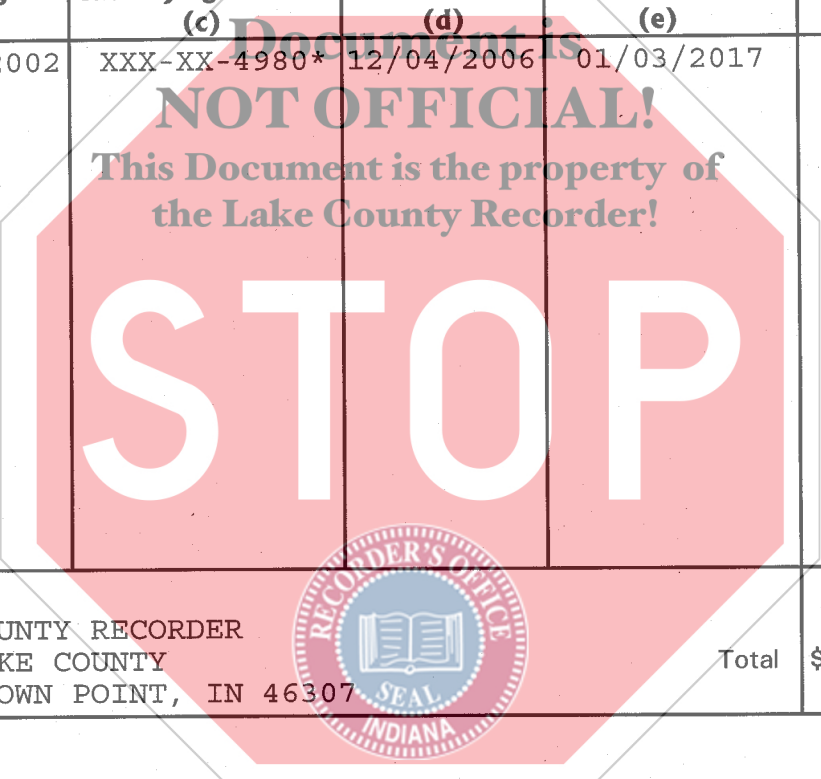 (c) (d) (e)
2002 XXX-XX-4980* 12/04/2006 01/03/2017
Document is
NOT OFFICIAL!
This Document is the property of
the Lake County Recorder!
STOP
RECORDER'S OFFICE
SEAL
INDIANA
UNTY RECORDER
KE COUNTY
OWN POINT, IN 46307
Total $